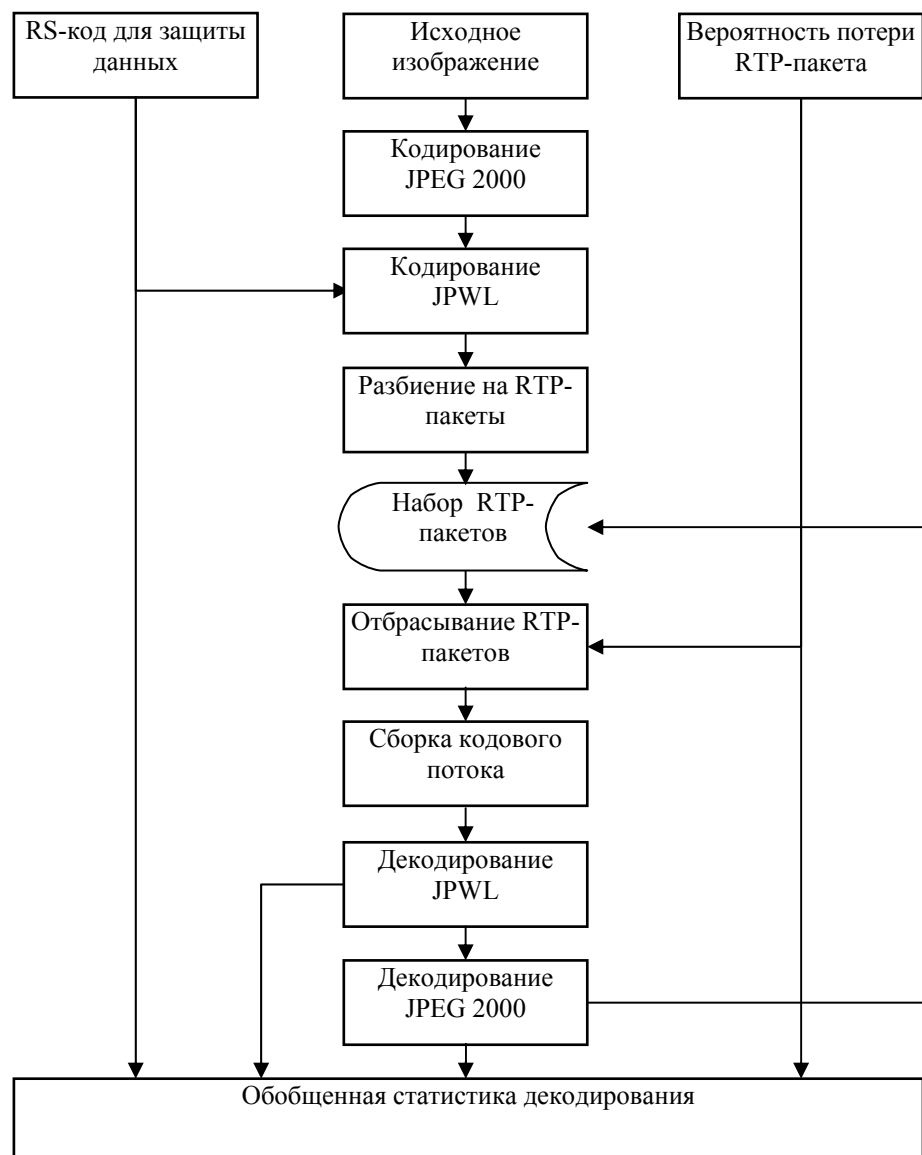 RS-код для защиты
данных
Исходное
изображение
Вероятность потери
RTP-пакета
Кодирование
JPEG 2000
Кодирование
JPWL
Разбиение на RTP-
пакеты
Набор RTP-
пакетов
Отбрасывание RTP-
пакетов
Сборка кодового
потока
Декодирование
JPWL
Декодирование
JPEG 2000
Обобщенная статистика декодирования